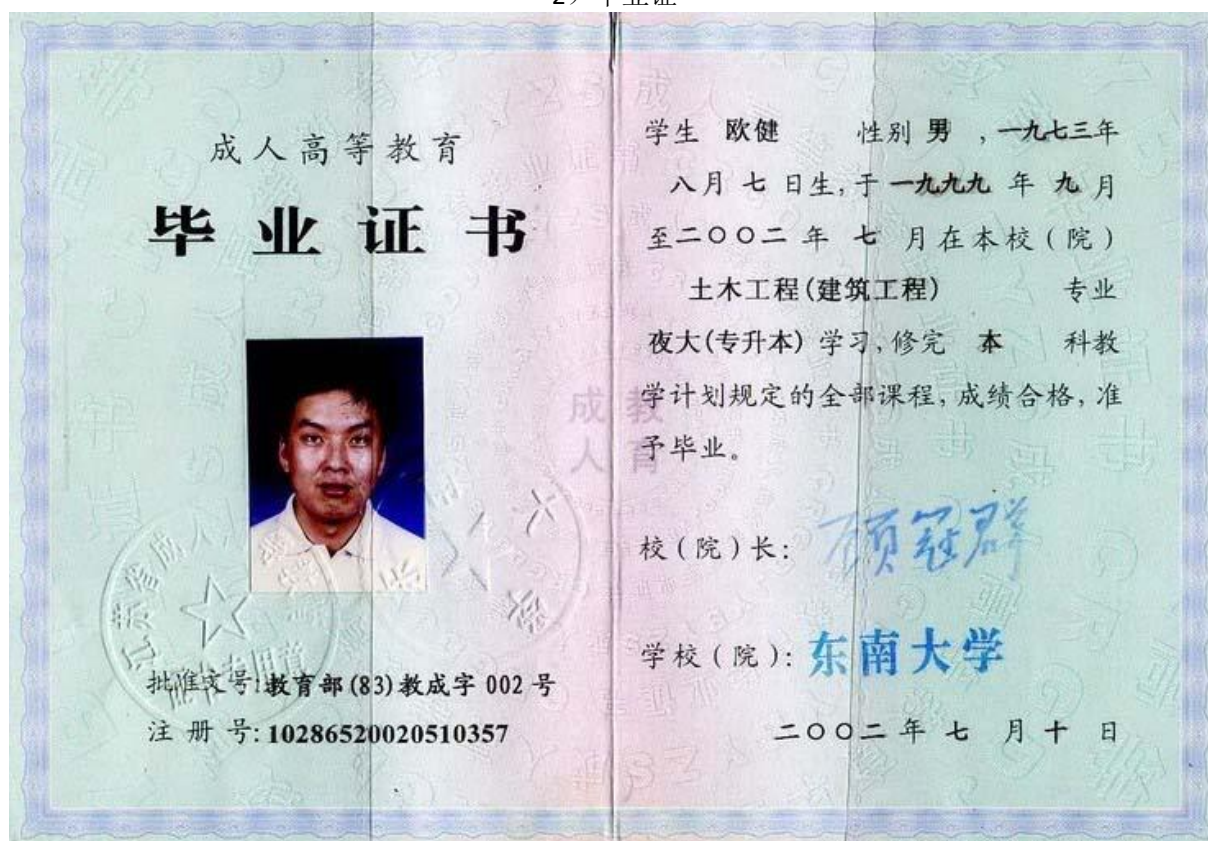 2）毕业证
成人高等教育
毕业证书
批准文号:教育部(83)教成字 002 号
注 册 号:10286520020510357
学生 欧健 性别 男 ，一九七三年
八月 七 日生,于 一九九九 年 九 月
至二〇〇二 年 七 月在本校(院)
土木工程(建筑工程) 专业
夜大(专升本) 学习,修完 本 科教
学计划规定的全部课程,成绩合格,准
予毕业。
校(院)长: 顾冠群
学校(院): 东南大学
二〇〇二 年 七 月 十 日
成教
人育